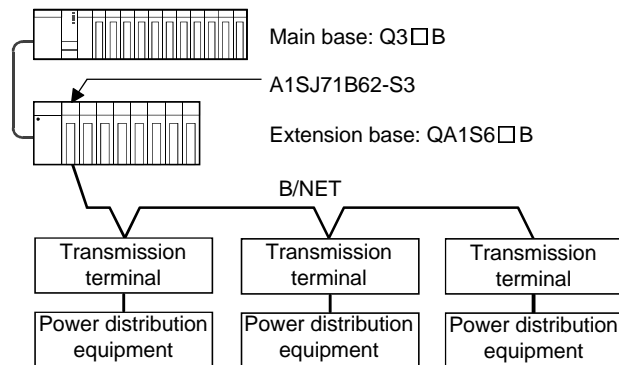 Main base: Q3□B
A1SJ71B62-S3
Extension base: QA1S6□B
B/NET
Transmission
terminal
Transmission
terminal
Transmission
terminal
Power distribution
equipment
Power distribution
equipment
Power distribution
equipment